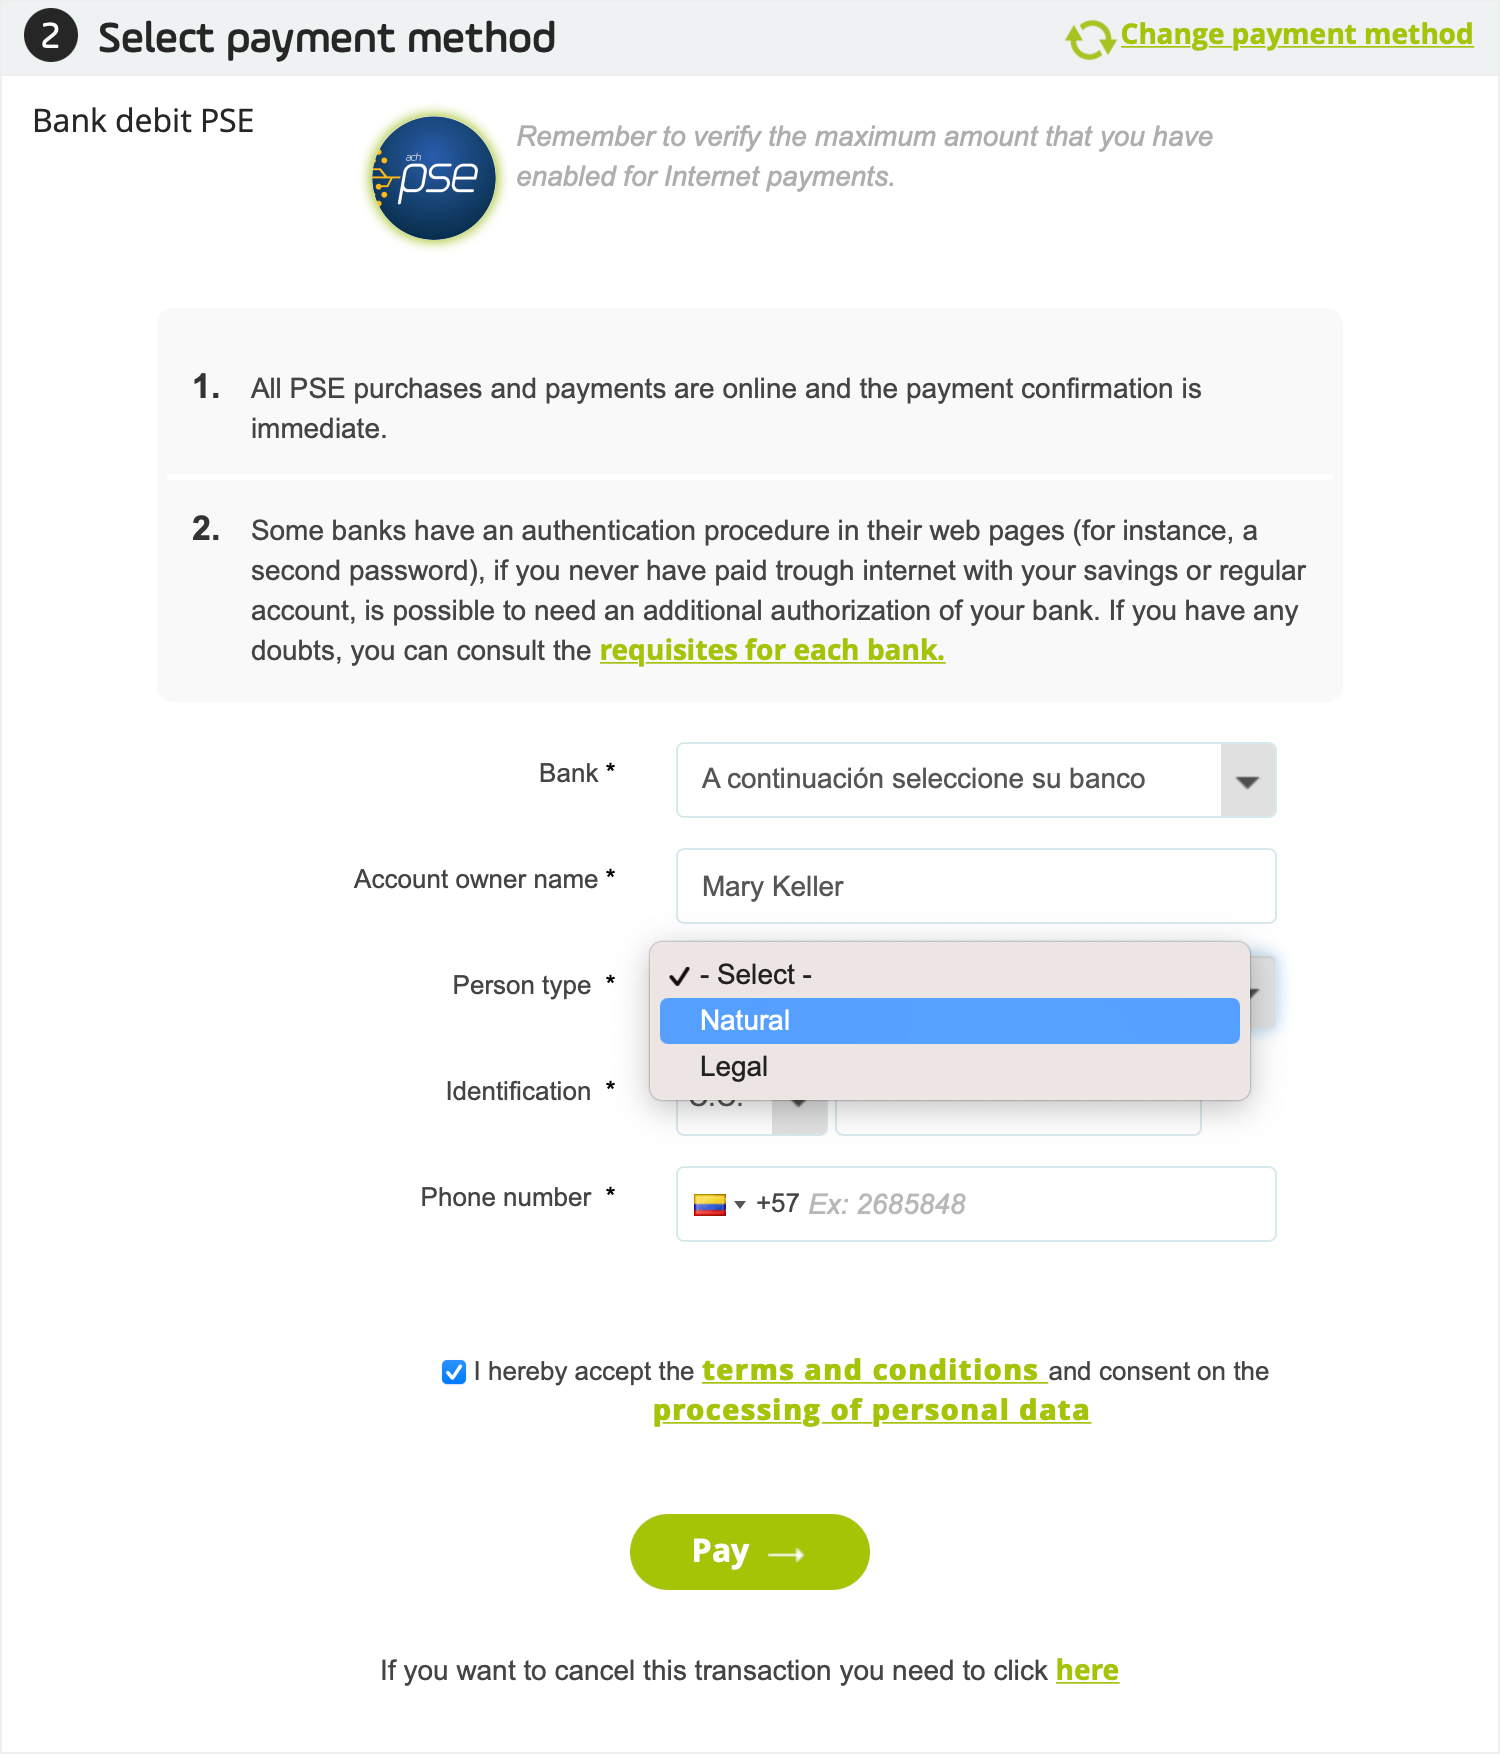 2 Select payment method
Change payment method
Bank debit PSE
ach
pse
Remember to verify the maximum amount that you have
enabled for Internet payments.
1. All PSE purchases and payments are online and the payment confirmation is
immediate.
2. Some banks have an authentication procedure in their web pages (for instance, a
second password), if you never have paid trough internet with your savings or regular
account, is possible to need an additional authorization of your bank. If you have any
doubts, you can consult the requisites for each bank.
Bank * A continuación seleccione su banco
Account owner name * Mary Keller
Person type * - Select -
Natural
Legal
Identification *
Phone number * +57 Ex: 2685848
I hereby accept the terms and conditions and consent on the
processing of personal data
Pay →
If you want to cancel this transaction you need to click here